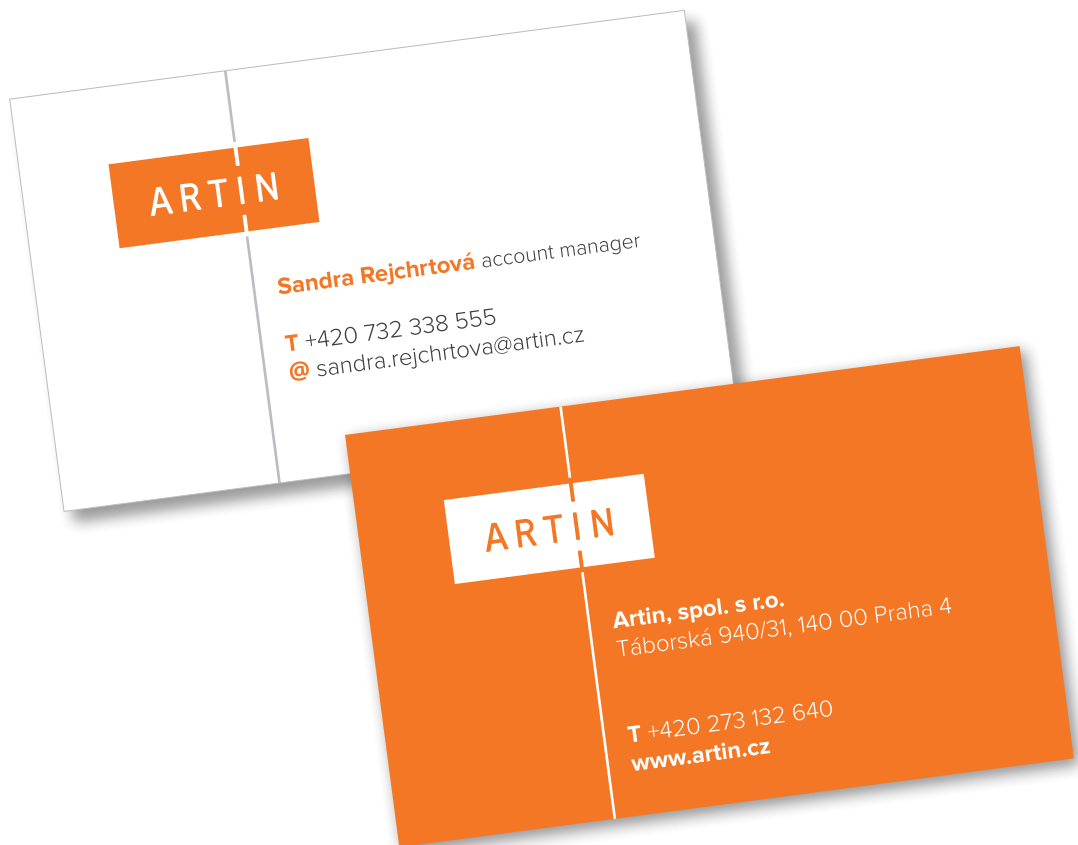 ARTIN
Sandra Rejchrtová account manager
T +420 732 338 555
@ sandra.rejchrtova@artin.cz
ARTIN
Artin, spol. s r.o.
Táborská 940/31, 140 00 Praha 4
T +420 273 132 640
www.artin.cz